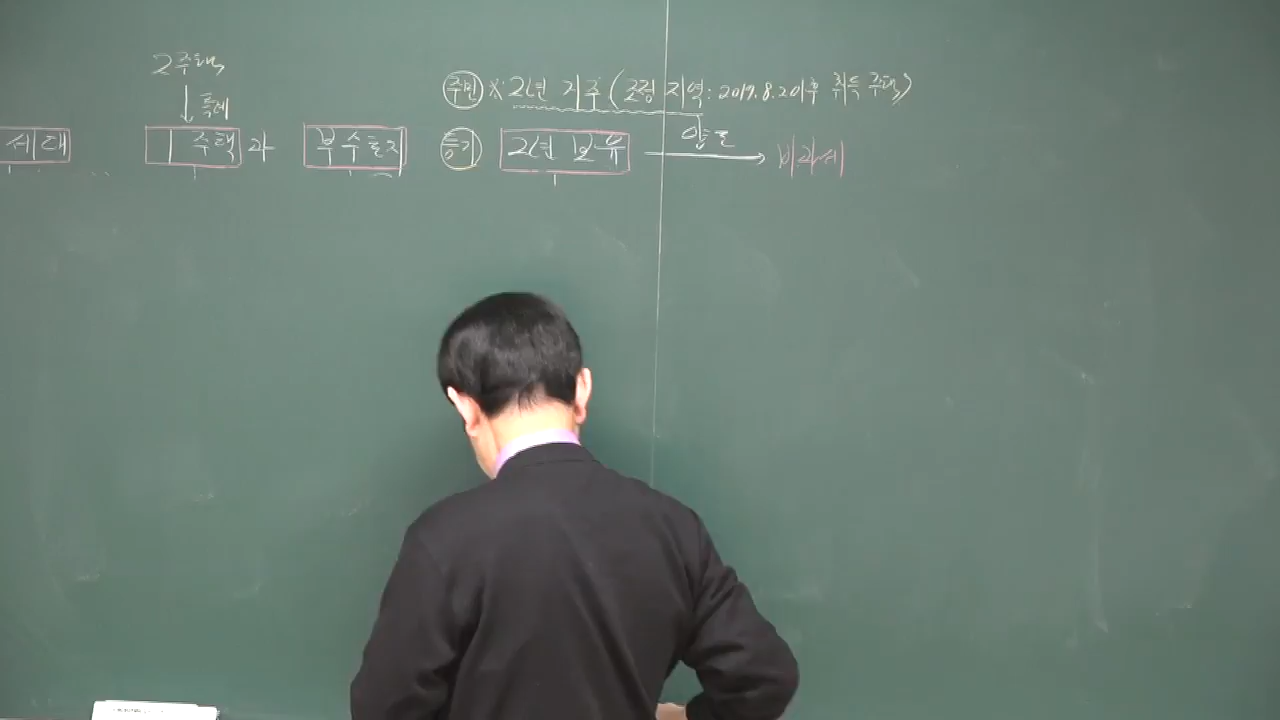 2주택
↓ 특례
주민 ※ 2년 거주 (조정 지역: 2017.8.2 이후 취득 주택)
세대 1 주택 과 부수토지 등기 2년 보유 양도 → 비과세